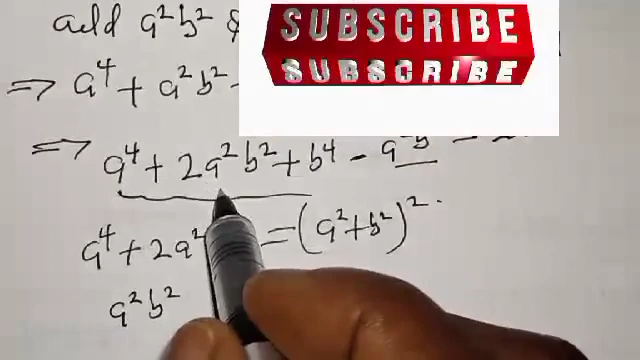 add a²b² &
SUBSCRIBE
SUBSCRIBE
⇒ a⁴ + a²b²
⇒ a⁴ + 2a²b² + b⁴ - a²b²
a⁴ + 2a² = (a² + b²)²
a²b²